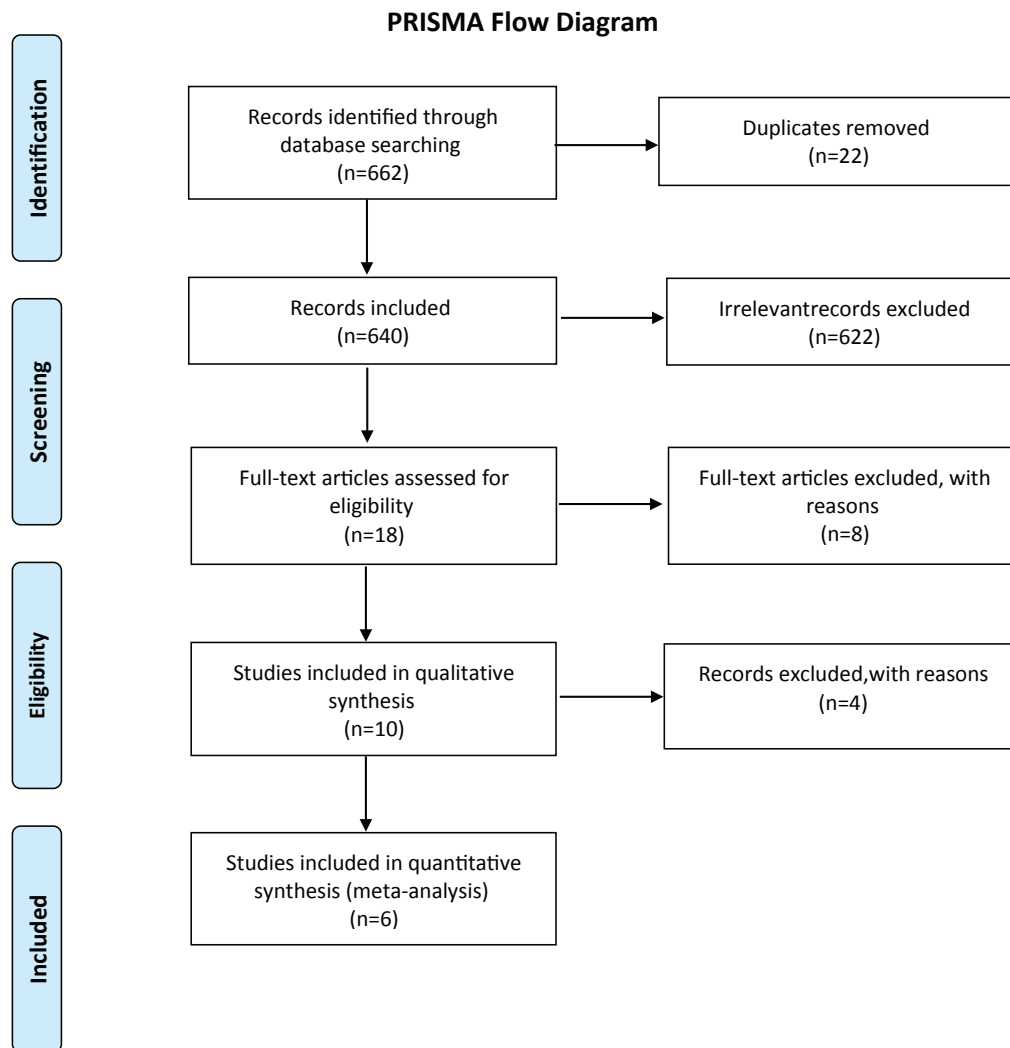 PRISMA Flow Diagram
Identification
Records identified through
database searching
(n=662)
Duplicates removed
(n=22)
Screening
Records included
(n=640)
Irrelevantrecords excluded
(n=622)
Full-text articles assessed for
eligibility
(n=18)
Full-text articles excluded, with
reasons
(n=8)
Eligibility
Studies included in qualitative
synthesis
(n=10)
Records excluded,with reasons
(n=4)
Included
Studies included in quantitative
synthesis (meta-analysis)
(n=6)